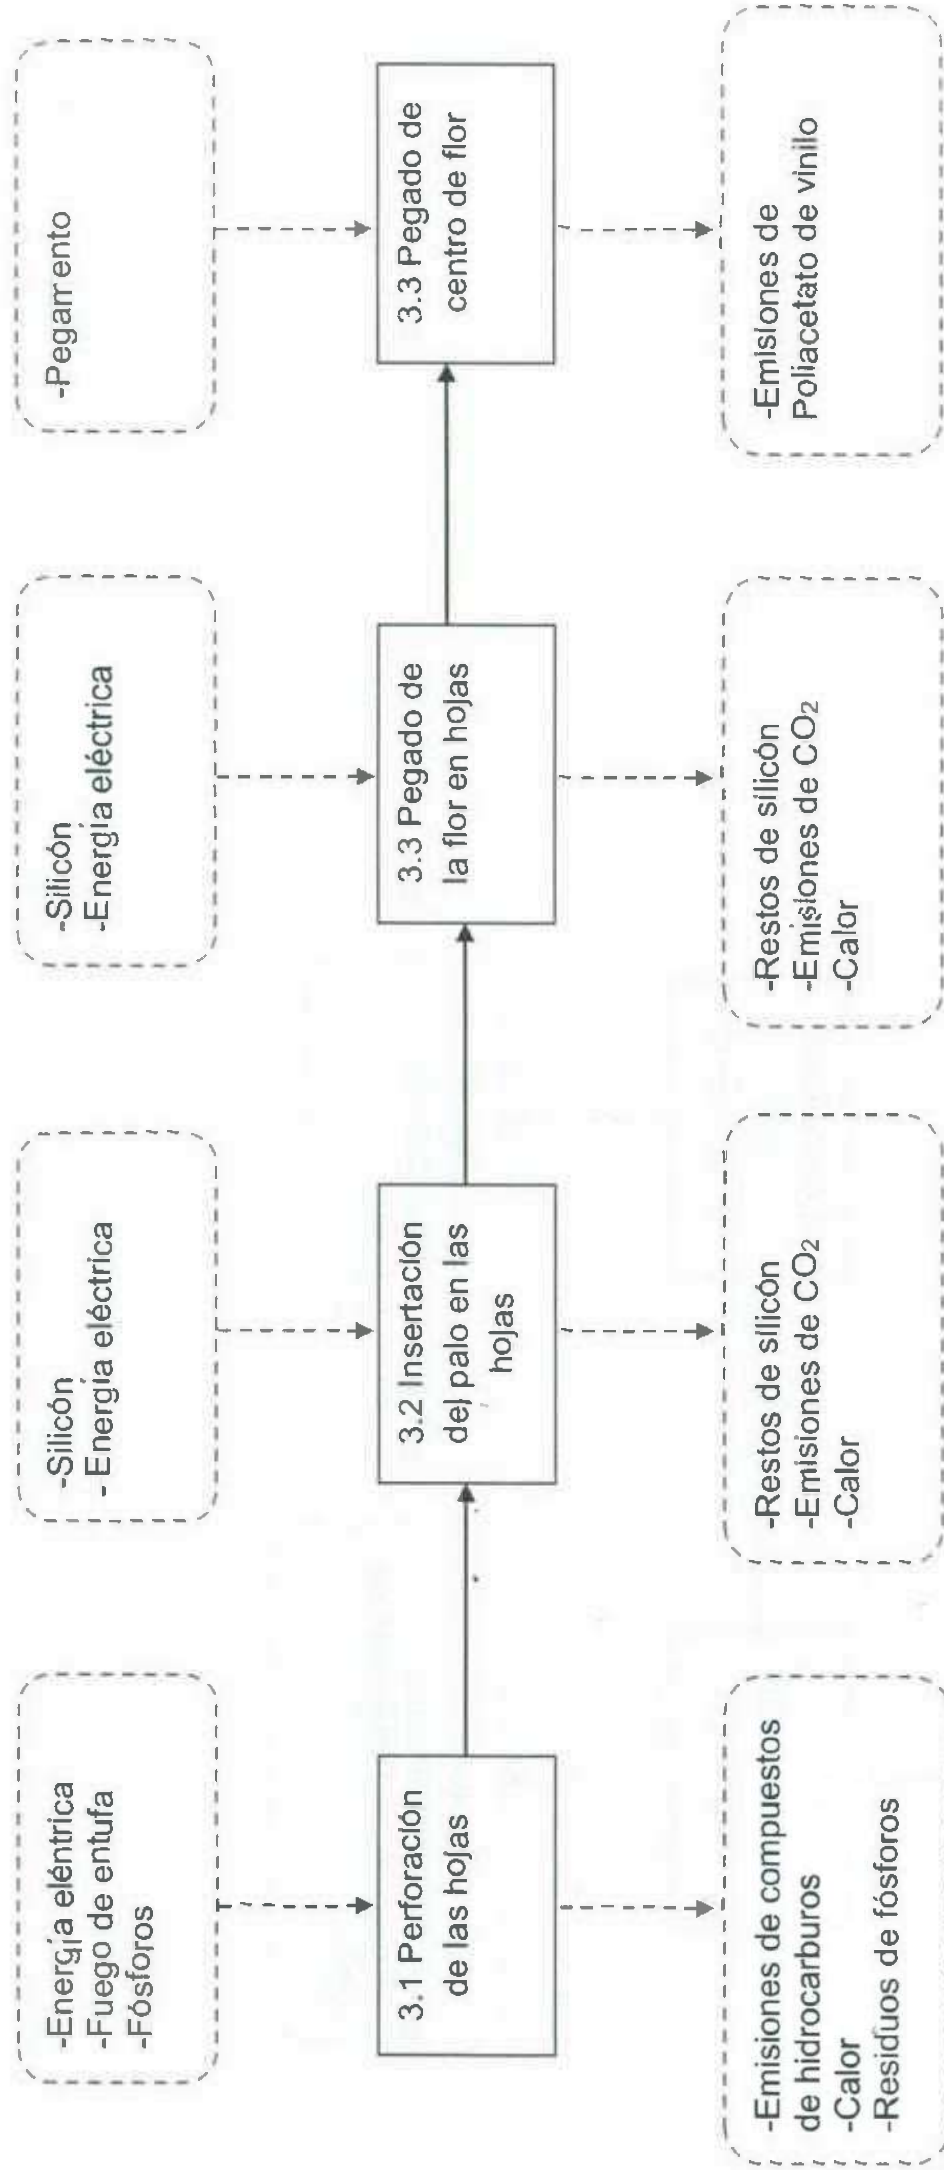 -Energía eléntrica
-Fuego de entufa
-Fósforos
-Silicón
-Energía eléctrica
-Silicón
-Energía eléctrica
-Pegamento
3.1 Perforación
de las hojas
3.2 Insertación
del palo en las
hojas
3.3 Pegado de
la flor en hojas
3.3 Pegado de
centro de flor
-Emisiones de compuestos
de hidrocarburos
-Calor
-Residuos de fósforos
-Restos de silicón
-Emisiones de CO₂
-Calor
-Restos de silicón
-Emisiones de CO₂
-Calor
-Emisiones de
Poliacetato de vinilo